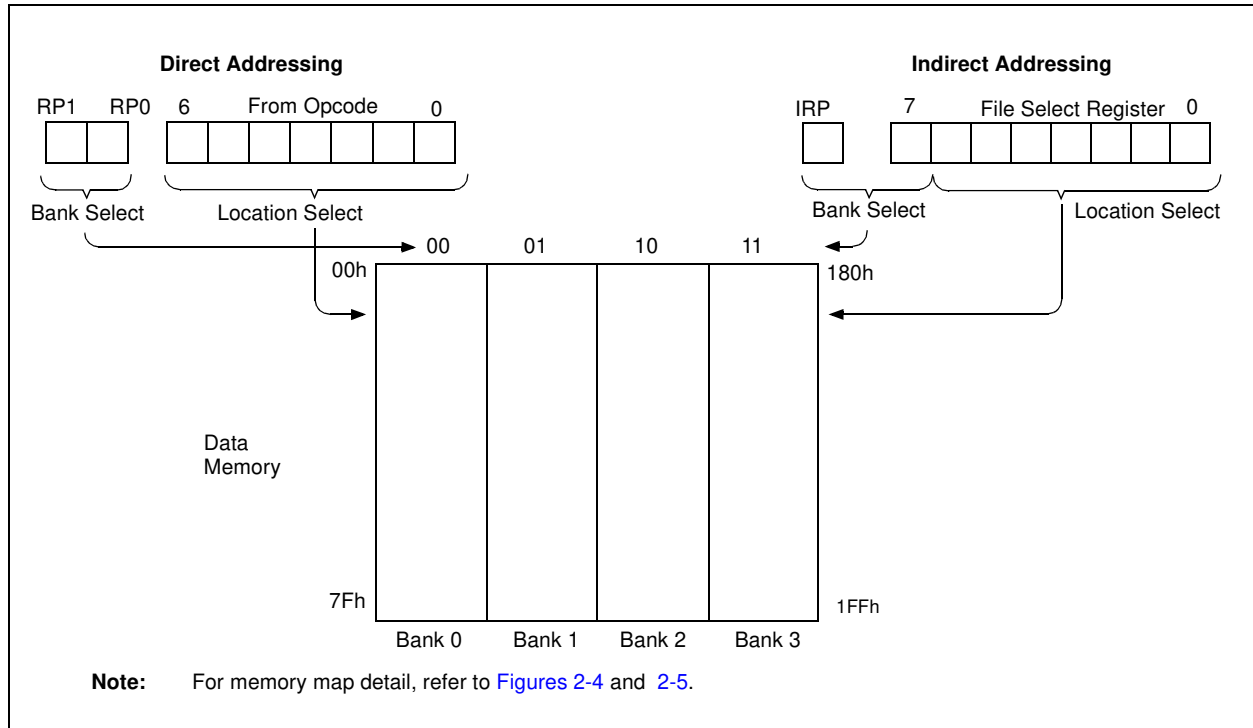 Direct Addressing
Indirect Addressing
RP1 RP0 6 From Opcode 0
IRP 7 File Select Register 0
Bank Select Location Select
Bank Select Location Select
00 01 10 11
00h
180h
Data
Memory
7Fh
1FFh
Bank 0 Bank 1 Bank 2 Bank 3
Note: For memory map detail, refer to Figures 2-4 and 2-5.